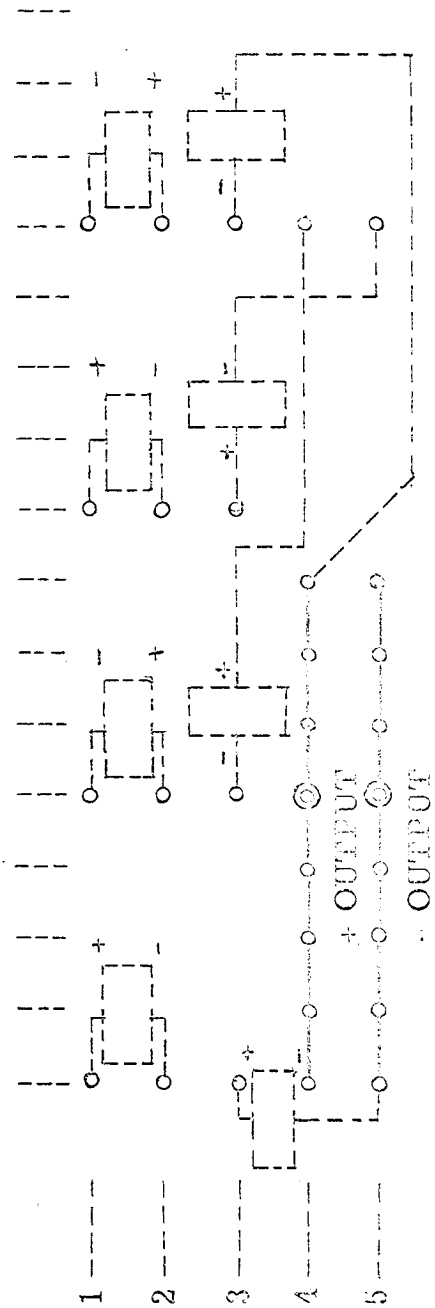 1 + - + -
2 - + - +
3 + - + + - - +
4 -
5
+ OUTPUT
- OUTPUT